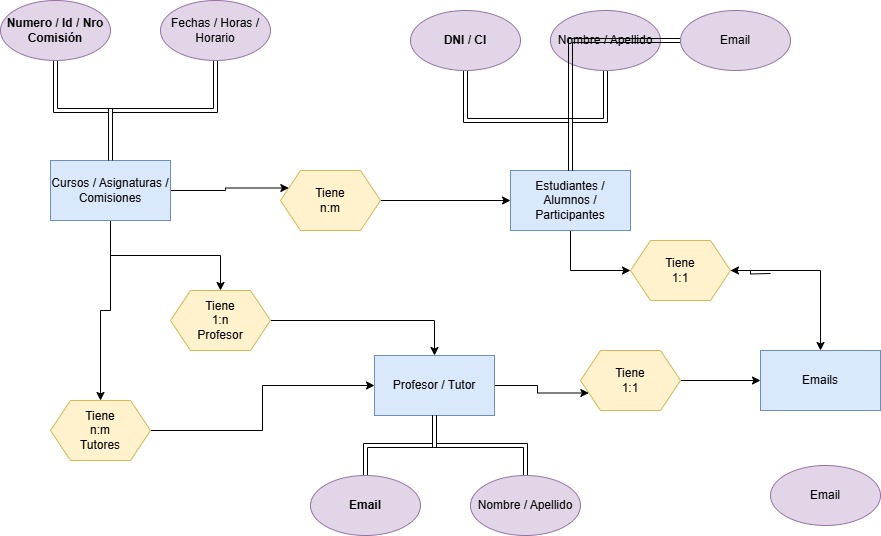 Numero / Id / Nro
Comisión
Fechas / Horas /
Horario
DNI / CI
Nombre / Apellido
Email
Cursos / Asignaturas /
Comisiones
Tiene
n:m
Estudiantes /
Alumnos /
Participantes
Tiene
1:1
Tiene
1:n
Profesor
Profesor / Tutor
Tiene
1:1
Emails
Tiene
n:m
Tutores
Email
Nombre / Apellido
Email